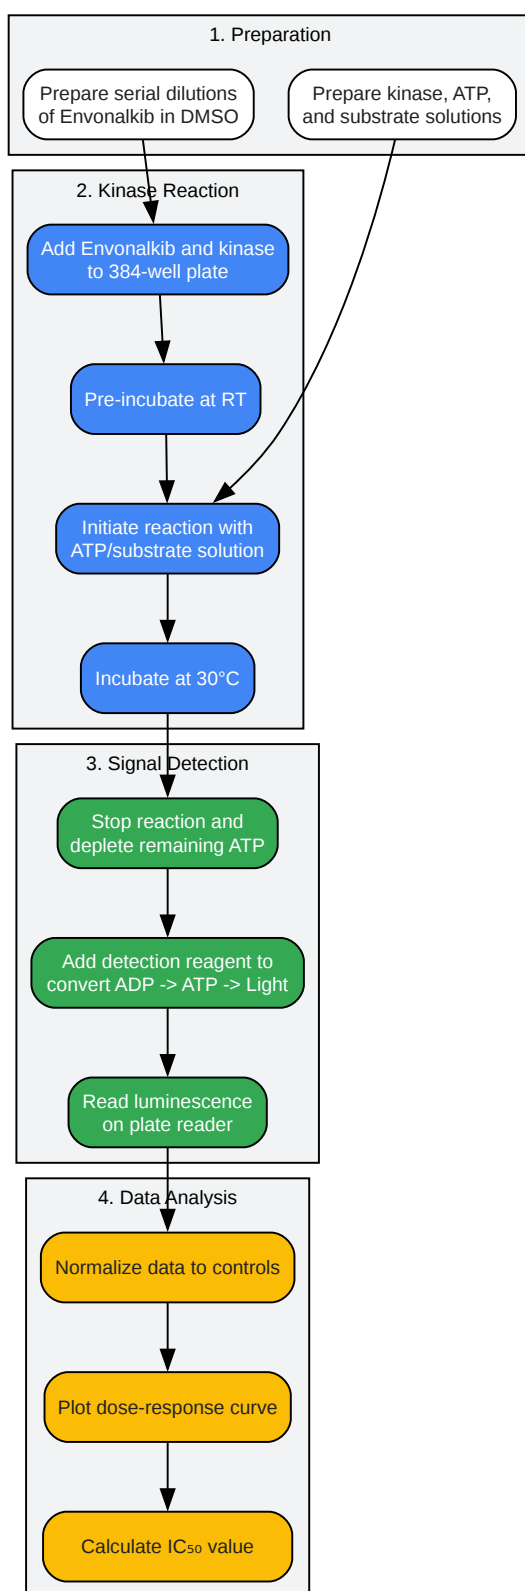 1. Preparation
Prepare serial dilutions
of Envonalkib in DMSO
Prepare kinase, ATP,
and substrate solutions
2. Kinase Reaction
Add Envonalkib and kinase
to 384-well plate
Pre-incubate at RT
Initiate reaction with
ATP/substrate solution
Incubate at 30°C
3. Signal Detection
Stop reaction and
deplete remaining ATP
Add detection reagent to
convert ADP -> ATP -> Light
Read luminescence
on plate reader
4. Data Analysis
Normalize data to controls
Plot dose-response curve
Calculate IC₅₀ value